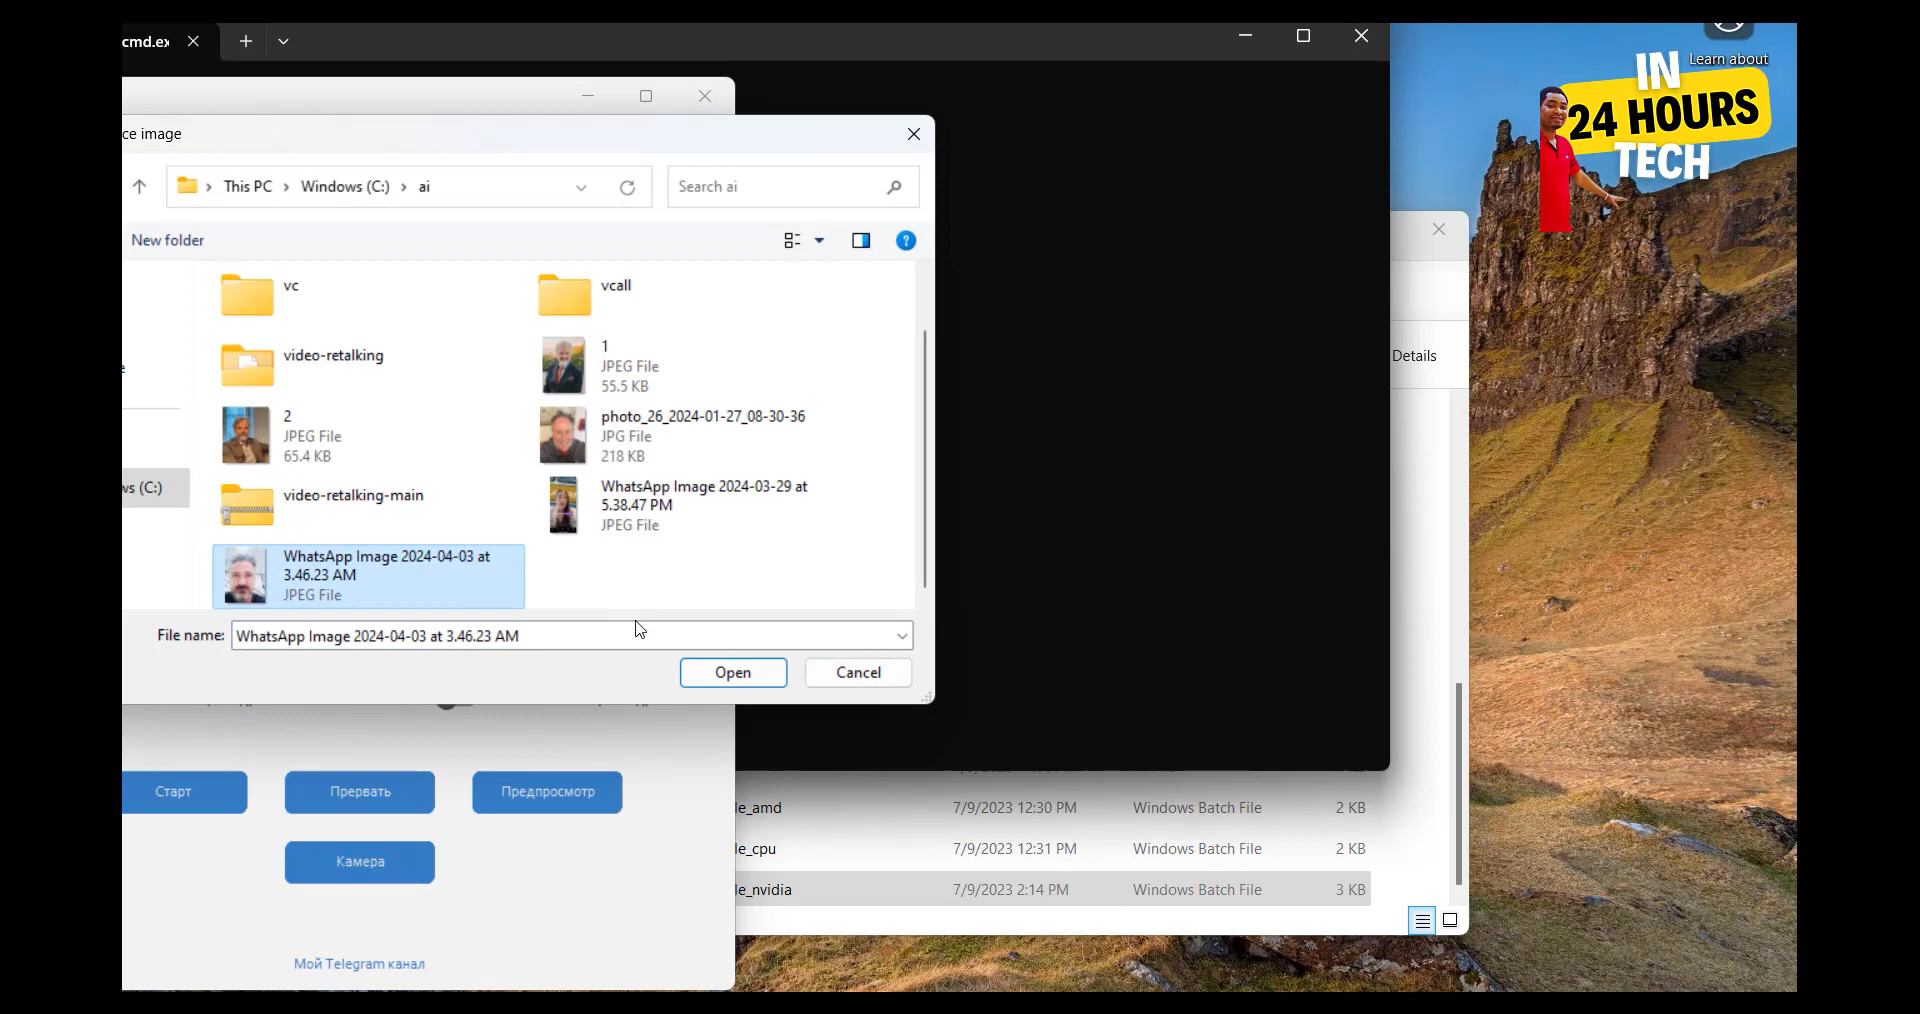 cmd.ex
Learn about
IN
24 HOURS
TECH
ce image
This PC > Windows (C:) > ai
Search ai
New folder
vc
vcall
video-retalking
1
JPEG File
55.5 KB
2
JPEG File
65.4 KB
photo_26_2024-01-27_08-30-36
JPG File
218 KB
video-retalking-main
WhatsApp Image 2024-03-29 at
5.38.47 PM
JPEG File
WhatsApp Image 2024-04-03 at
3.46.23 AM
JPEG File
vs (C:)
File name: WhatsApp Image 2024-04-03 at 3.46.23 AM
Open
Cancel
Details
Старт
Прервать
Предпросмотр
Камера
Мой Telegram канал
le_amd 7/9/2023 12:30 PM Windows Batch File 2 KB
le_cpu 7/9/2023 12:31 PM Windows Batch File 2 KB
le_nvidia 7/9/2023 2:14 PM Windows Batch File 3 KB